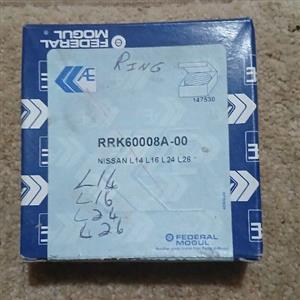 FEDERAL
MOGUL
AE
RING
147530
RRK60008A-00
NISSAN L14 L16 L24 L26
L14
L16
L24
L26
FEDERAL
MOGUL